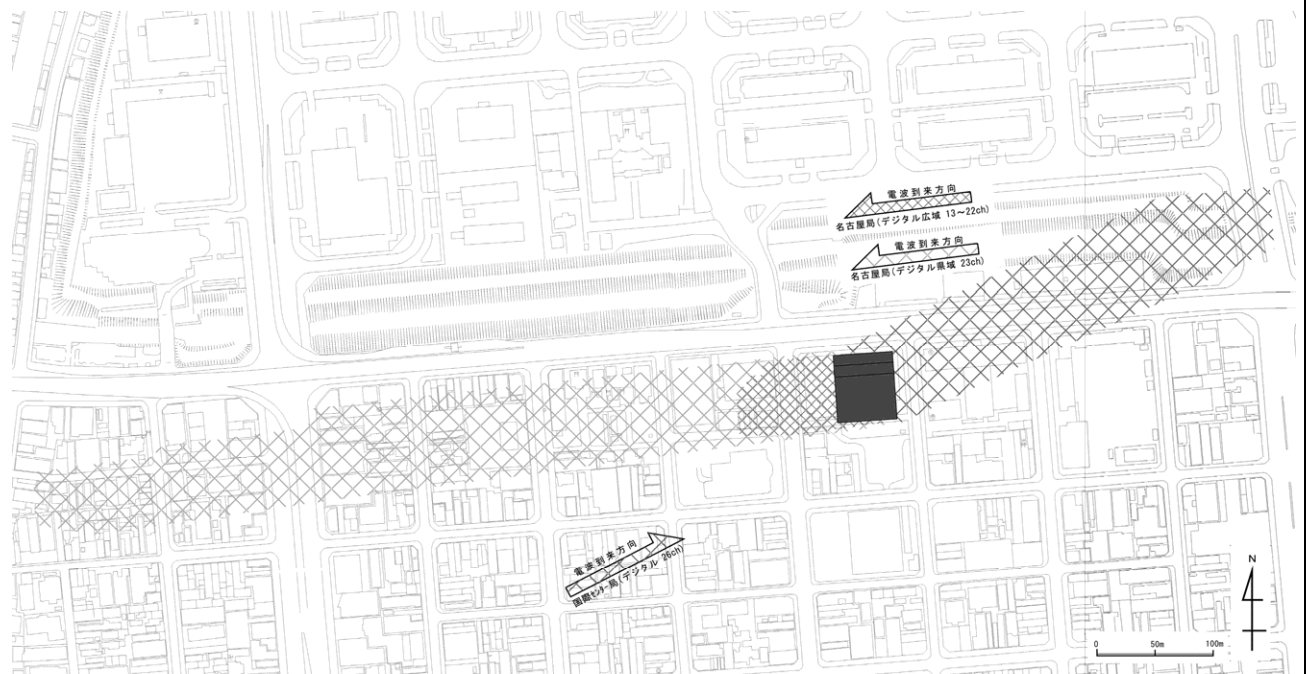 電波到来方向
名古屋局(デジタル広域 13～22ch)
電波到来方向
名古屋局(デジタル県域 23ch)
電波到来方向
国際センター局(デジタル 26ch)
N
0 50m 100m